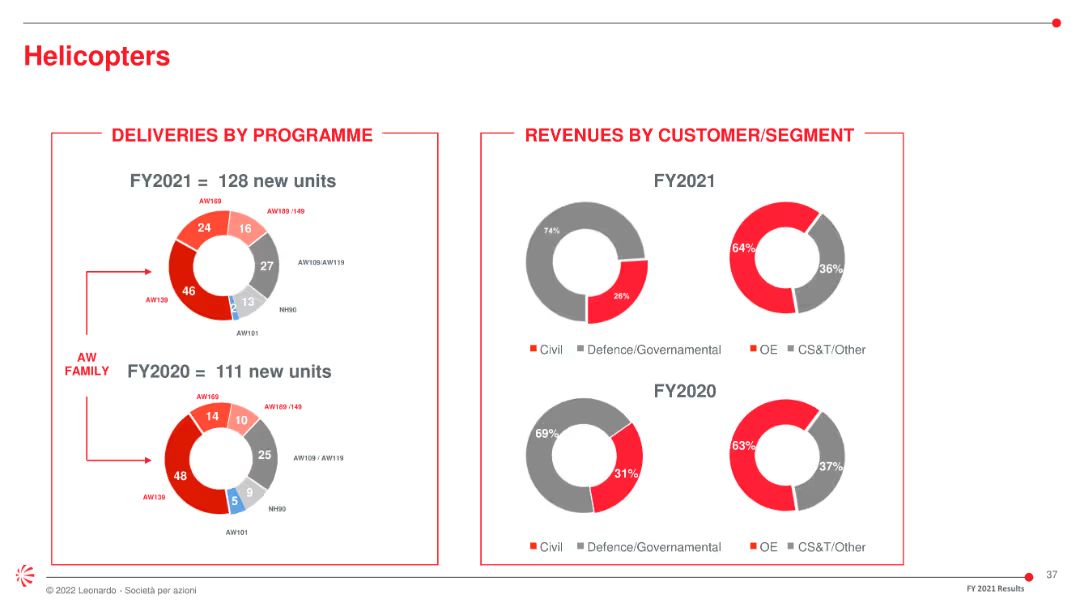 Helicopters
DELIVERIES BY PROGRAMME
FY2021 = 128 new units
AW169
AW189 /149
24
16
AW109/AW119
27
46
AW139
13
2
NH90
AW101
AW
FAMILY
FY2020 = 111 new units
AW169
AW189 /149
14
10
25
AW109 / AW119
48
AW139
9
5
NH90
AW101
REVENUES BY CUSTOMER/SEGMENT
FY2021
74%
26%
64%
36%
Civil Defence/Governamental
OE CS&T/Other
FY2020
69%
31%
63%
37%
Civil Defence/Governamental
OE CS&T/Other
© 2022 Leonardo - Società per azioni
FY 2021 Results
37